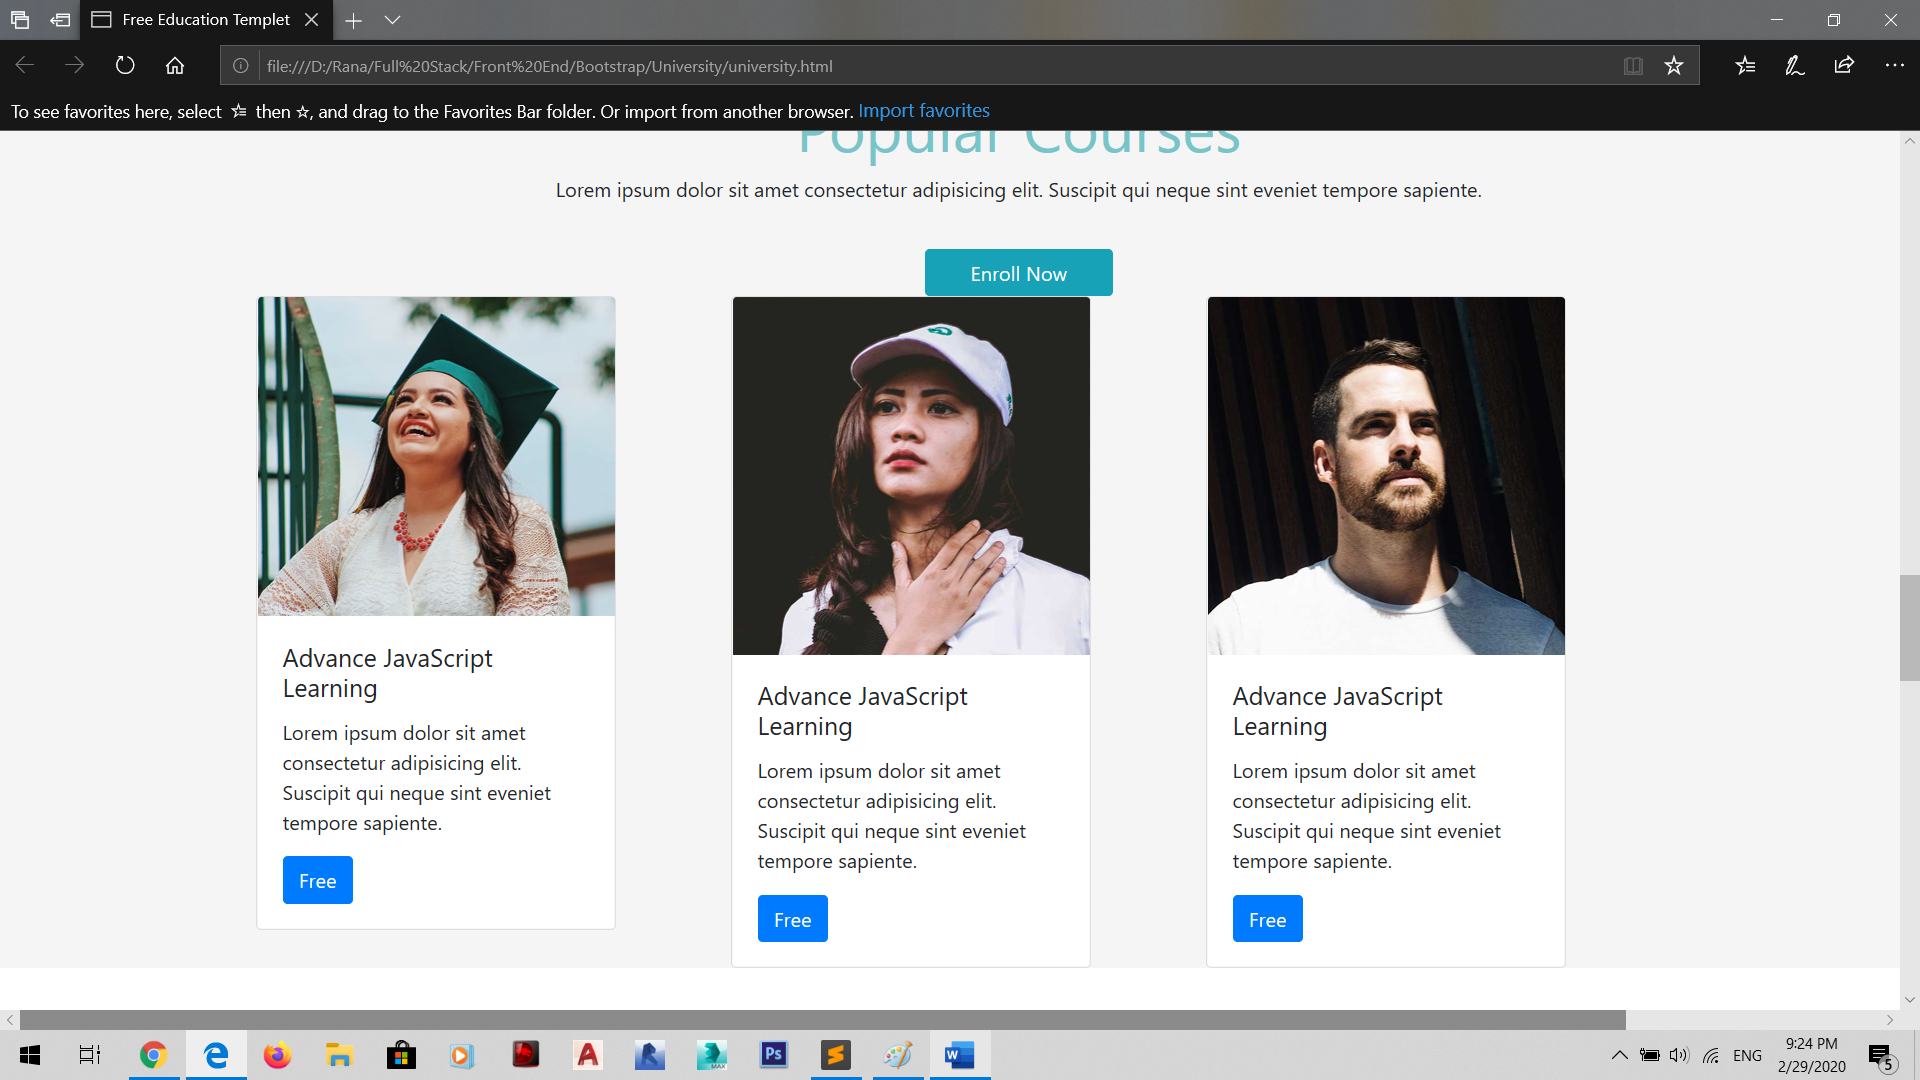 Free Education Templet
file:///D:/Rana/Full%20Stack/Front%20End/Bootstrap/University/university.html
To see favorites here, select then , and drag to the Favorites Bar folder. Or import from another browser. Import favorites
Popular Courses
Lorem ipsum dolor sit amet consectetur adipisicing elit. Suscipit qui neque sint eveniet tempore sapiente.
Enroll Now
Advance JavaScript
Learning
Lorem ipsum dolor sit amet
consectetur adipisicing elit.
Suscipit qui neque sint eveniet
tempore sapiente.
Free
Advance JavaScript
Learning
Lorem ipsum dolor sit amet
consectetur adipisicing elit.
Suscipit qui neque sint eveniet
tempore sapiente.
Free
Advance JavaScript
Learning
Lorem ipsum dolor sit amet
consectetur adipisicing elit.
Suscipit qui neque sint eveniet
tempore sapiente.
Free
A
R
MAX
Ps
S
W
ENG
9:24 PM
2/29/2020
5